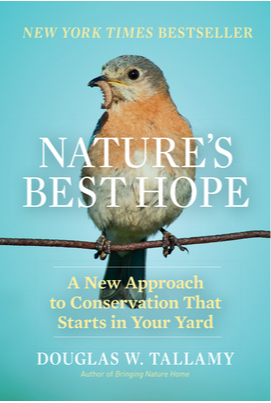 NEW YORK TIMES BESTSELLER
NATURE'S
BEST HOPE
A New Approach
to Conservation That
Starts in Your Yard
DOUGLAS W. TALLAMY
Author of Bringing Nature Home